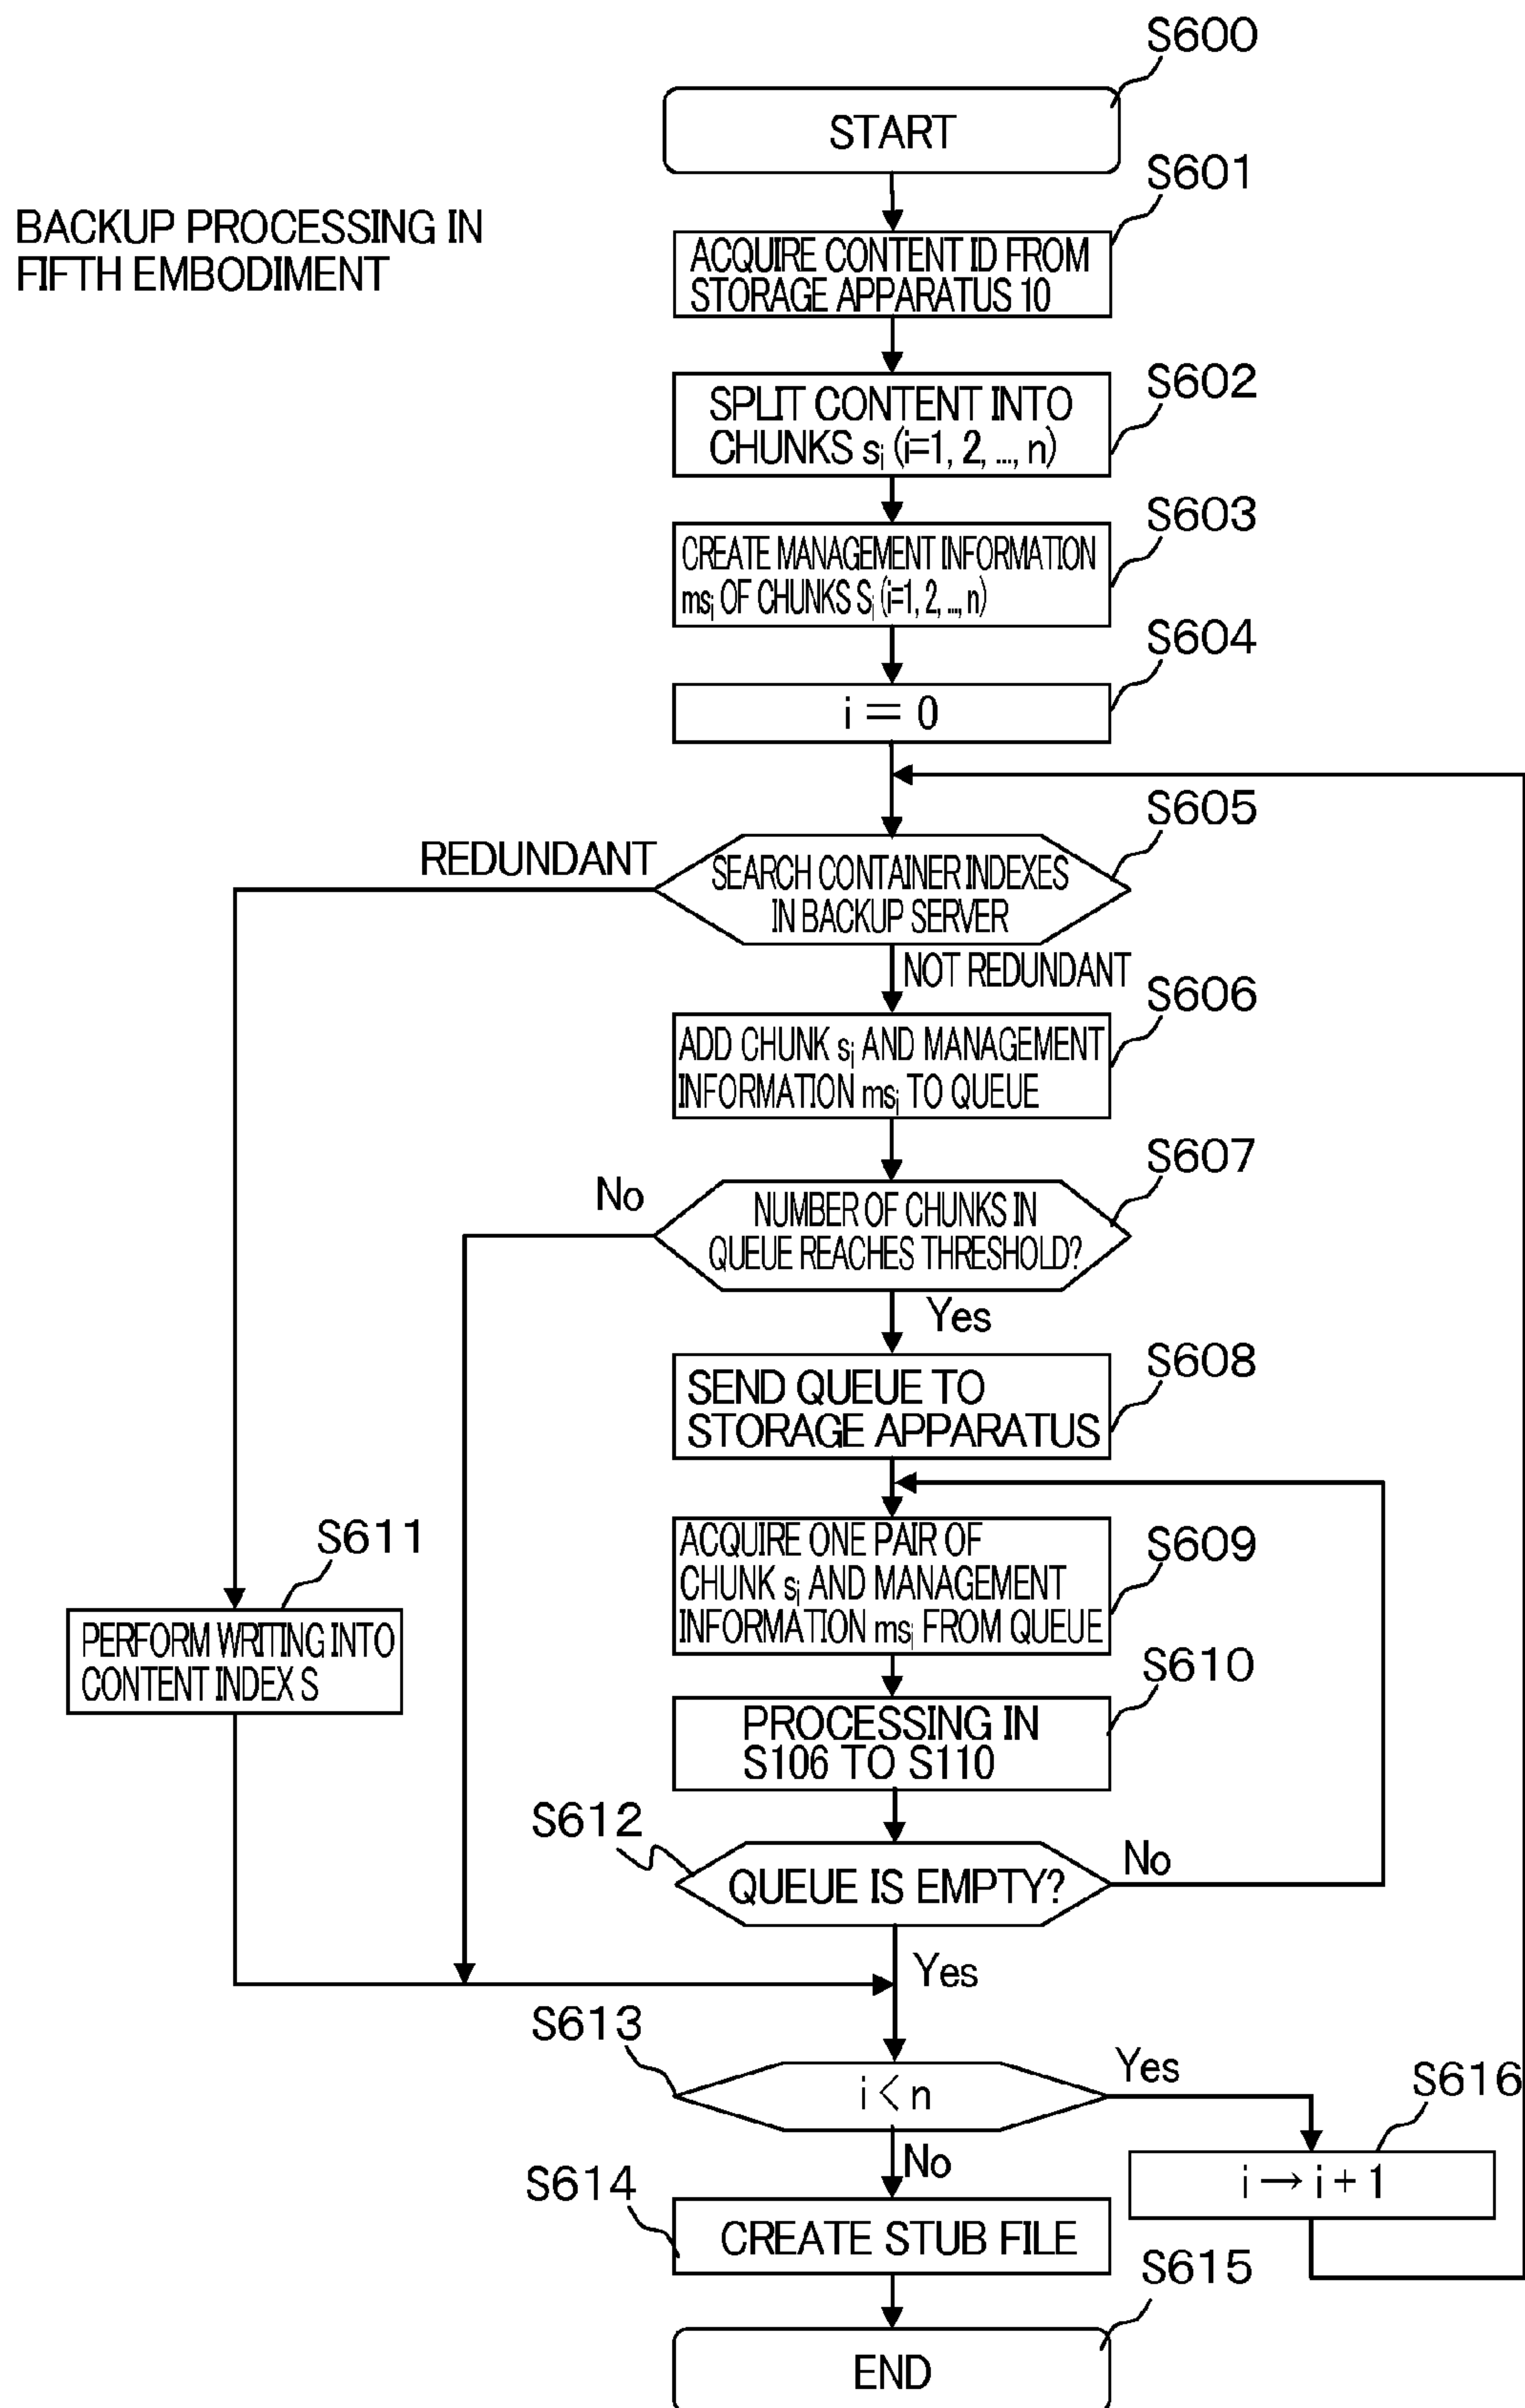 S600
START
S601
BACKUP PROCESSING IN
FIFTH EMBODIMENT
ACQUIRE CONTENT ID FROM
STORAGE APPARATUS 10
S602
SPLIT CONTENT INTO
CHUNKS si (i=1, 2, ..., n)
S603
CREATE MANAGEMENT INFORMATION
msi OF CHUNKS Si (i=1, 2, ..., n)
S604
i = 0
S605
REDUNDANT
SEARCH CONTAINER INDEXES
IN BACKUP SERVER
NOT REDUNDANT
S606
ADD CHUNK si AND MANAGEMENT
INFORMATION msi TO QUEUE
S607
No
NUMBER OF CHUNKS IN
QUEUE REACHES THRESHOLD?
Yes
S608
SEND QUEUE TO
STORAGE APPARATUS
S611
S609
ACQUIRE ONE PAIR OF
CHUNK si AND MANAGEMENT
INFORMATION msi FROM QUEUE
PERFORM WRITING INTO
CONTENT INDEX S
S610
PROCESSING IN
S106 TO S110
S612
QUEUE IS EMPTY?
No
Yes
S613
i < n
Yes
S616
No
i → i + 1
S614
CREATE STUB FILE
S615
END